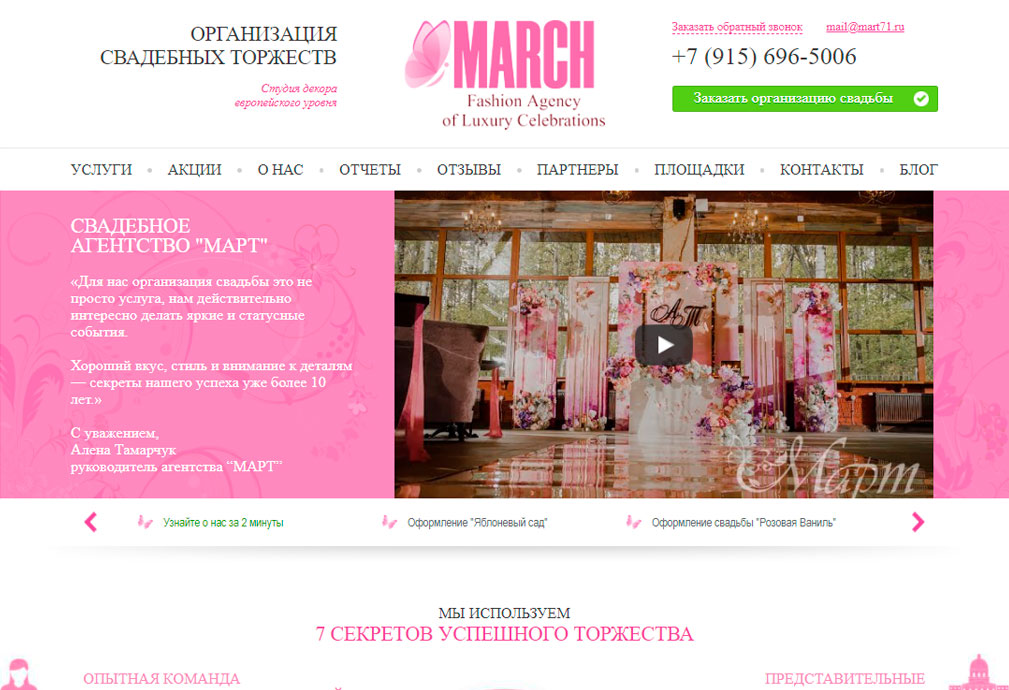 ОРГАНИЗАЦИЯ
СВАДЕБНЫХ ТОРЖЕСТВ
Студия декора
европейского уровня
MARCH
Fashion Agency
of Luxury Celebrations
Заказать обратный звонок
mail@mart71.ru
+7 (915) 696-5006
Заказать организацию свадьбы
УСЛУГИ • АКЦИИ • О НАС • ОТЧЕТЫ • ОТЗЫВЫ • ПАРТНЕРЫ • ПЛОЩАДКИ • КОНТАКТЫ • БЛОГ
СВАДЕБНОЕ
АГЕНТСТВО "МАРТ"
«Для нас организация свадьбы это не
просто услуга, нам действительно
интересно делать яркие и статусные
события.
Хороший вкус, стиль и внимание к деталям
— секреты нашего успеха уже более 10
лет.»
С уважением,
Алена Тамарчук
руководитель агентства “МАРТ”
АП
Март
Узнайте о нас за 2 минуты
Оформление "Яблоневый сад"
Оформление свадьбы "Розовая Ваниль"
МЫ ИСПОЛЬЗУЕМ
7 СЕКРЕТОВ УСПЕШНОГО ТОРЖЕСТВА
ОПЫТНАЯ КОМАНДА
ПРЕДСТАВИТЕЛЬНЫЕ